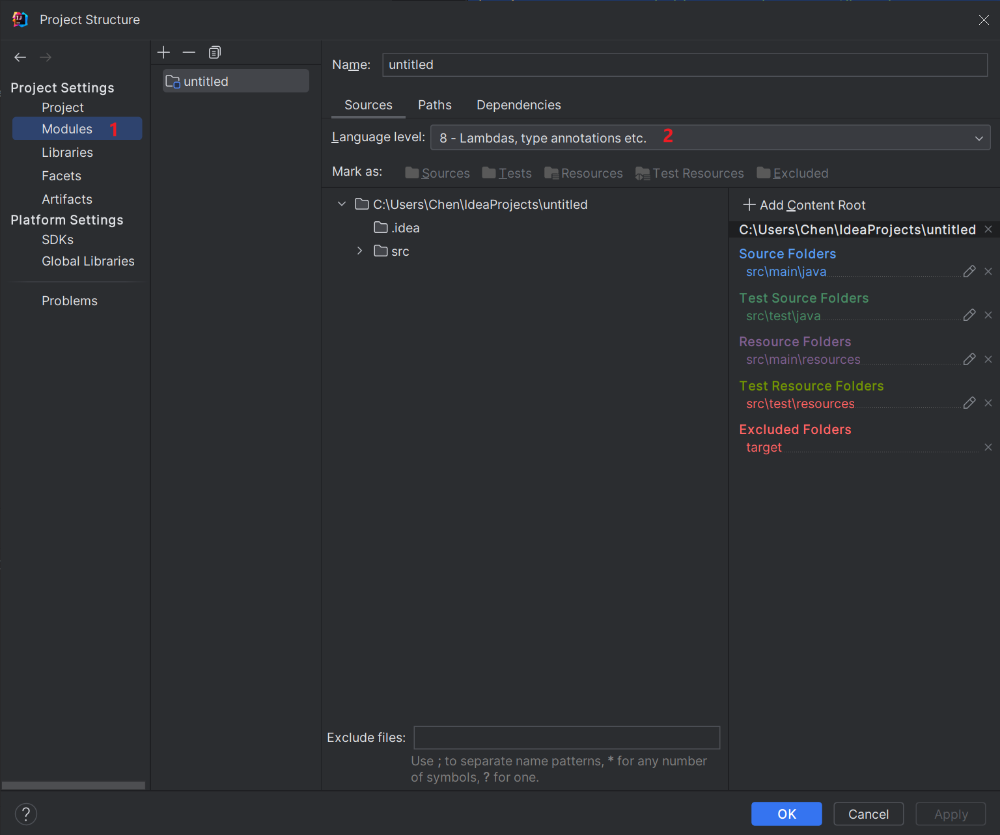 Project Structure
Project Settings
Project
Modules 1
Libraries
Facets
Artifacts
Platform Settings
SDKs
Global Libraries
Problems
untitled
Name: untitled
Sources Paths Dependencies
Language level: 8 - Lambdas, type annotations etc. 2
Mark as: Sources Tests Resources Test Resources Excluded
C:\Users\Chen\IdeaProjects\untitled
.idea
src
Exclude files:
Use ; to separate name patterns, * for any number
of symbols, ? for one.
Add Content Root
C:\Users\Chen\IdeaProjects\untitled
Source Folders
src\main\java
Test Source Folders
src\test\java
Resource Folders
src\main\resources
Test Resource Folders
src\test\resources
Excluded Folders
target
?
OK Cancel Apply